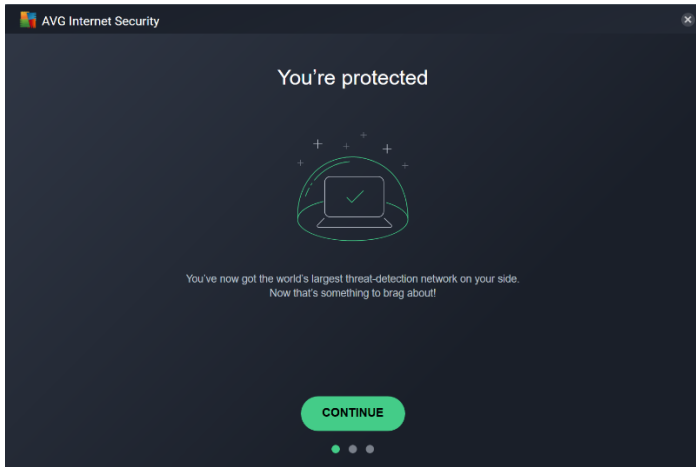 AVG Internet Security
You're protected
You've now got the world's largest threat-detection network on your side.
Now that's something to brag about!
CONTINUE